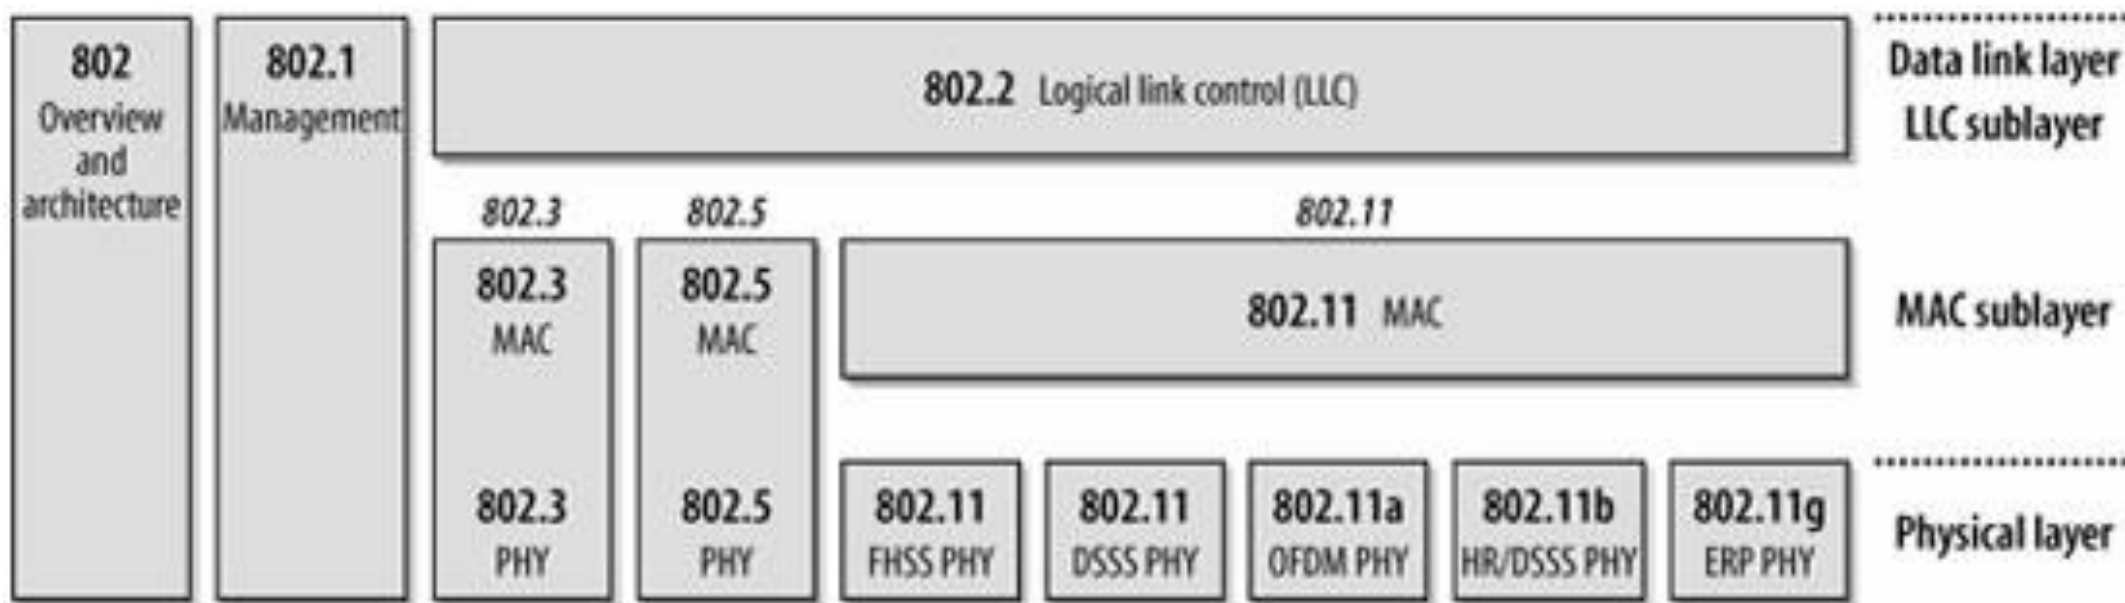 802
Overview
and
architecture
802.1
Management
802.2 Logical link control (LLC)
Data link layer
LLC sublayer
802.3
802.5
802.11
802.3
MAC
802.5
MAC
802.11 MAC
MAC sublayer
802.3
PHY
802.5
PHY
802.11
FHSS PHY
802.11
DSSS PHY
802.11a
OFDM PHY
802.11b
HR/DSSS PHY
802.11g
ERP PHY
Physical layer